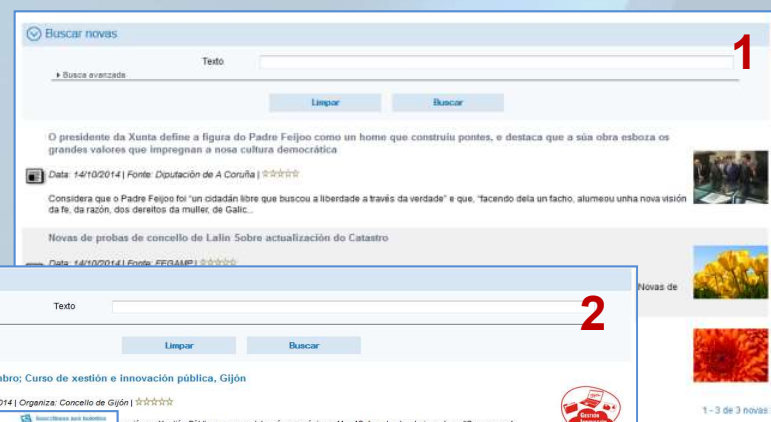 Buscar novas
1
Texto
Busca avanzada
Limpar Buscar
O presidente da Xunta define a figura do Padre Feijoo como un home que construíu pontes, e destaca que a súa obra esboza os
grandes valores que impregnan a nosa cultura democrática
Data: 14/10/2014 | Fonte: Diputación de A Coruña |
Considera que o Padre Feijoo foi "un cidadán libre que buscou a liberdade a través da verdade" e que, "facendo dela un facho, alumeou unha nova visión
da fe, da razón, dos dereitos da muller, de Galic...
Novas de probas de concello de Lalín Sobre actualización do Catastro
Data: 14/10/2014 | Fonte: FEGAMP |
Novas de
2
Texto
Limpar Buscar
mbro; Curso de xestión e innovación pública, Gijón
2014 | Organiza: Concello de Gijón |
1 - 3 de 3 novas